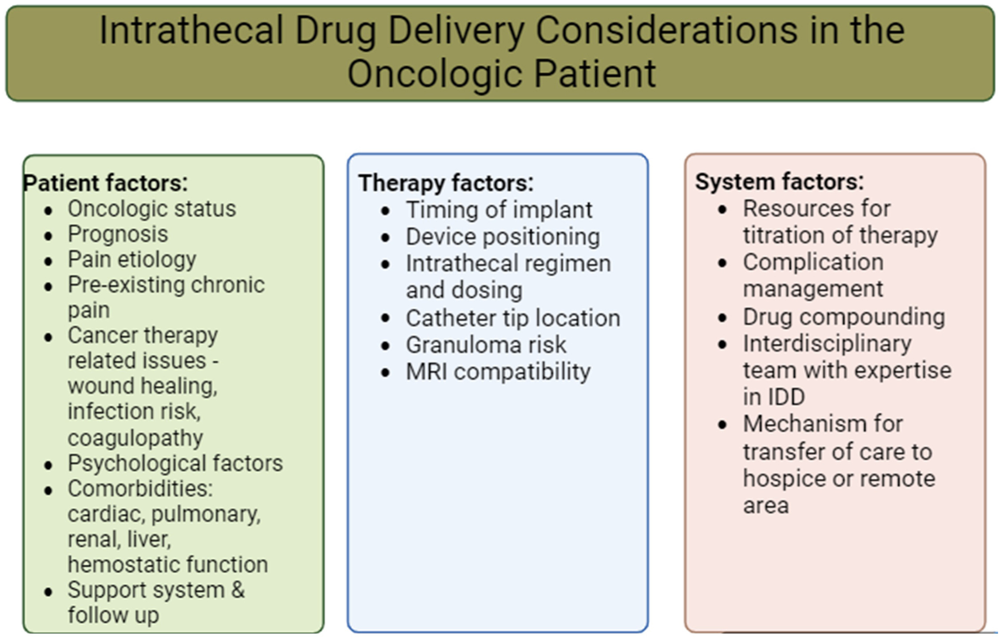 Intrathecal Drug Delivery Considerations in the
Oncologic Patient
Patient factors:
• Oncologic status
• Prognosis
• Pain etiology
• Pre-existing chronic
pain
• Cancer therapy
related issues -
wound healing,
infection risk,
coagulopathy
• Psychological factors
• Comorbidities:
cardiac, pulmonary,
renal, liver,
hemostatic function
• Support system &
follow up
Therapy factors:
• Timing of implant
• Device positioning
• Intrathecal regimen
and dosing
• Catheter tip location
• Granuloma risk
• MRI compatibility
System factors:
• Resources for
titration of therapy
• Complication
management
• Drug compounding
• Interdisciplinary
team with expertise
in IDD
• Mechanism for
transfer of care to
hospice or remote
area